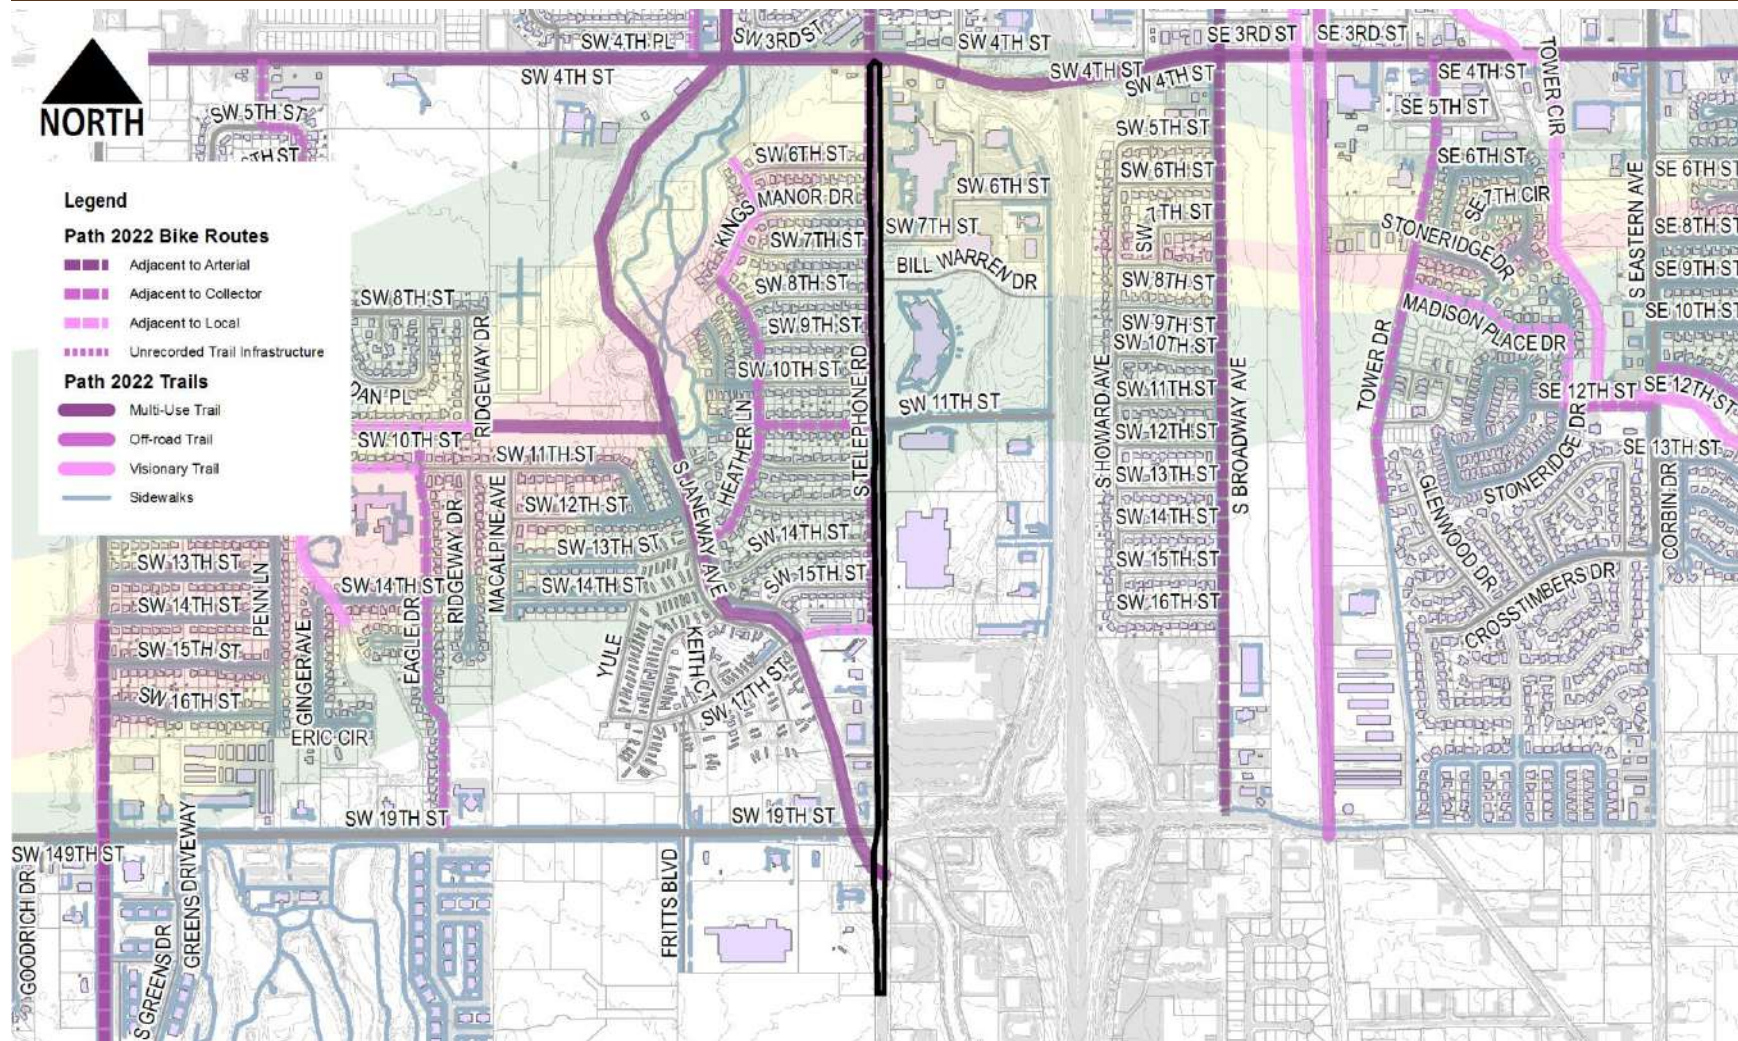 SW 4TH PL
SW 3RD ST
SW 4TH ST
SE 3RD ST
SE 3RD ST
SW 4TH ST
SW 4TH ST
SW 4TH ST
SE 4TH ST
TOWER CIR
NORTH
SW 5TH ST
SE 5TH ST
SW 5TH ST
SW 6TH ST
SE 6TH ST
SW 6TH ST
SE 6TH ST
Legend
Path 2022 Bike Routes
Adjacent to Arterial
Adjacent to Collector
Adjacent to Local
Unrecorded Trail Infrastructure
Path 2022 Trails
Multi-Use Trail
Off-road Trail
Visionary Trail
Sidewalks
MANOR DR
KINGS
SW 6TH ST
SE 7TH CIR
S EASTERN AVE
SW 7TH ST
SW 7TH ST
SW 7TH ST
STONERIDGE DR
SE 8TH ST
BILL WARREN DR
SW 8TH ST
SW 8TH ST
SW 8TH ST
SE 9TH ST
MADISON PLACE DR
SE 10TH ST
RIDGEWAY DR
SW 9TH ST
SW 9TH ST
SW 10TH ST
SW 10TH ST
S TELEPHONE RD
S HOWARD AVE
S BROADWAY AVE
TOWER DR
AN PL
SW 11TH ST
SW 11TH ST
SE 12TH ST
SE 12TH ST
HEATHER LN
SW 10TH ST
SW 11TH ST
SW 12TH ST
SE 13TH ST
STONERIDGE DR
S JANEWAY AVE
MACALPINE AVE
RIDGEWAY DR
SW 12TH ST
SW 13TH ST
GLENWOOD DR
CORBIN DR
SW 13TH ST
SW 14TH ST
SW 14TH ST
SW 13TH ST
SW 14TH ST
SW 14TH ST
SW 15TH ST
SW 15TH ST
CROSSTIMBERS DR
PENN LN
SW 14TH ST
SW 16TH ST
GINGER AVE
EAGLE DR
YULE
KEITH CT
SW 15TH ST
SW 17TH ST
SW 16TH ST
ERIC CIR
SW 19TH ST
SW 19TH ST
SW 149TH ST
GOODRICH DR
S GREENS DR
GREENS DRIVEWAY
FRITTS BLVD